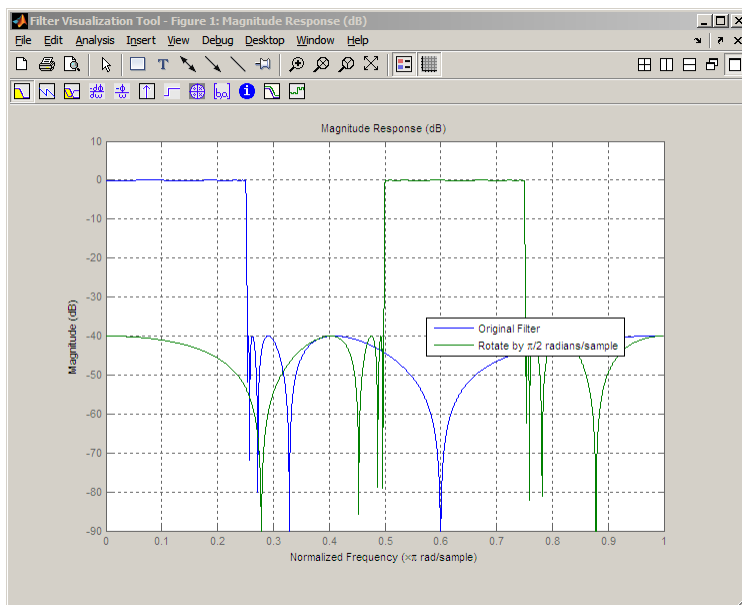 Filter Visualization Tool - Figure 1: Magnitude Response (dB)
File Edit Analysis Insert View Debug Desktop Window Help
Magnitude Response (dB)
10
0
-10
-20
-30
-40
-50
-60
-70
-80
-90
Magnitude (dB)
Original Filter
Rotate by π/2 radians/sample
0 0.1 0.2 0.3 0.4 0.5 0.6 0.7 0.8 0.9 1
Normalized Frequency (×π rad/sample)